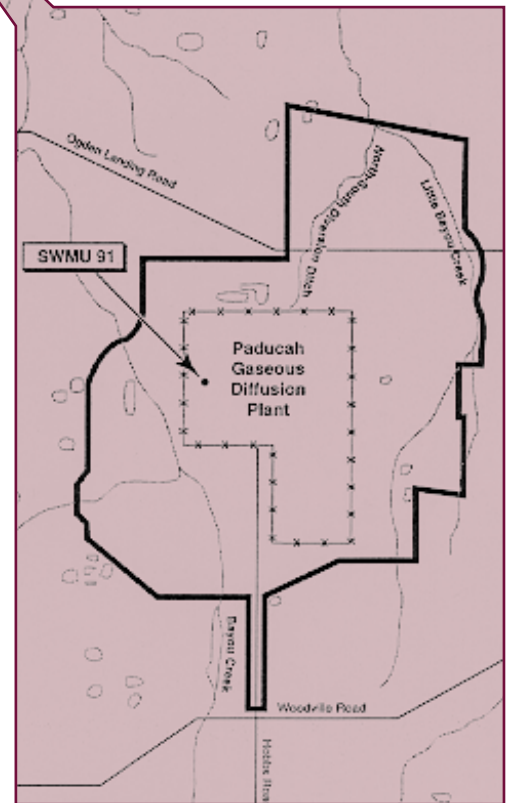 Ogden Landing Road
North-South Diversion Ditch
Little Bayou Creek
SWMU 91
Paducah
Gaseous
Diffusion
Plant
Bayou Creek
Woodville Road
Hobbs